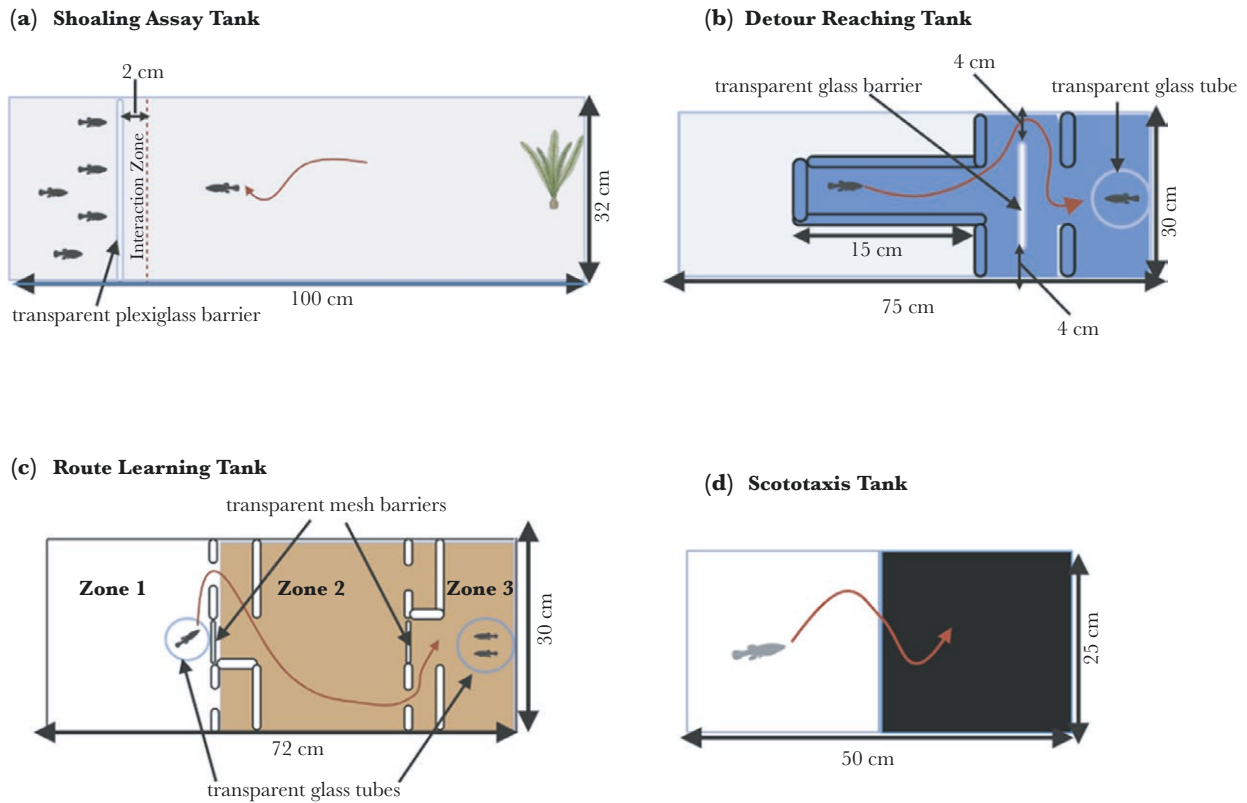 (a) Shoaling Assay Tank
2 cm
Interaction Zone
32 cm
100 cm
transparent plexiglass barrier
(b) Detour Reaching Tank
4 cm
transparent glass barrier
transparent glass tube
15 cm
30 cm
75 cm
4 cm
(c) Route Learning Tank
transparent mesh barriers
Zone 1
Zone 2
Zone 3
30 cm
72 cm
transparent glass tubes
(d) Scototaxis Tank
25 cm
50 cm